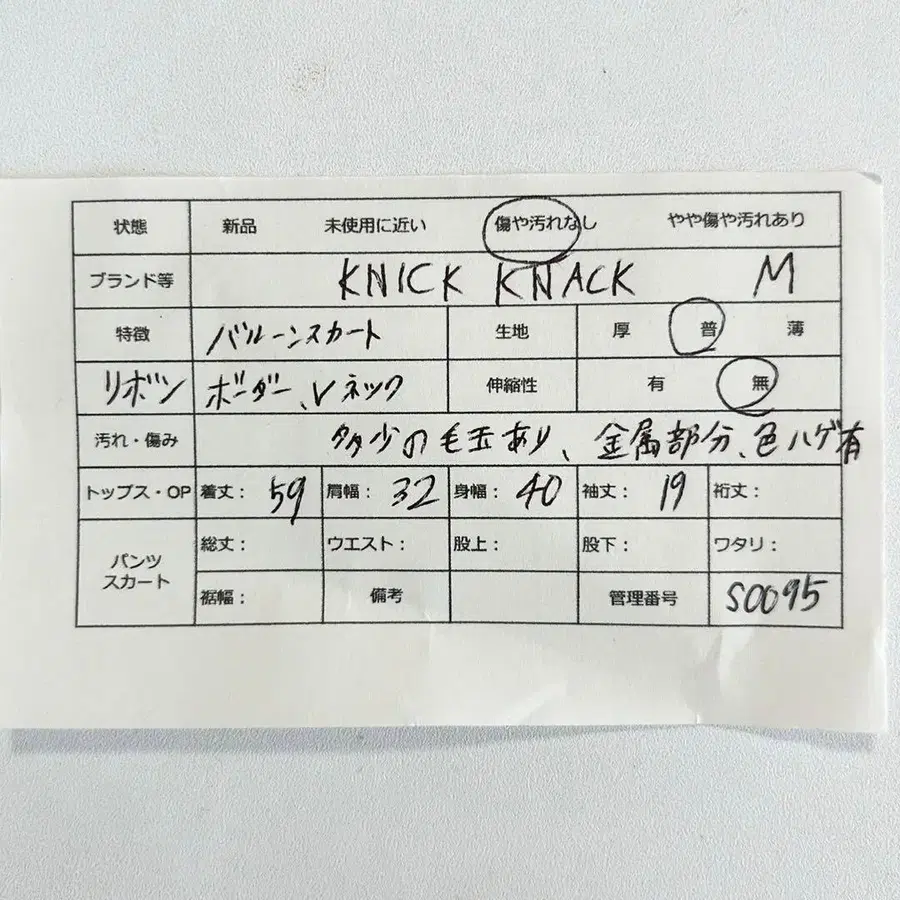 状態 新品 未使用に近い 傷や汚れなし やや傷や汚れあり
ブランド等 KNICK KNACK M
特徴 バルーンスカート 生地 厚 普 薄
リボン ボーダー、Vネック 伸縮性 有 無
汚れ・傷み 多少の毛玉あり、金属部分、色ハゲ有
トップス・OP 着丈: 59 肩幅: 32 身幅: 40 袖丈: 19 裄丈:
パンツ スカート 総丈: ウエスト: 股上: 股下: ワタリ:
裾幅: 備考 管理番号 S0095